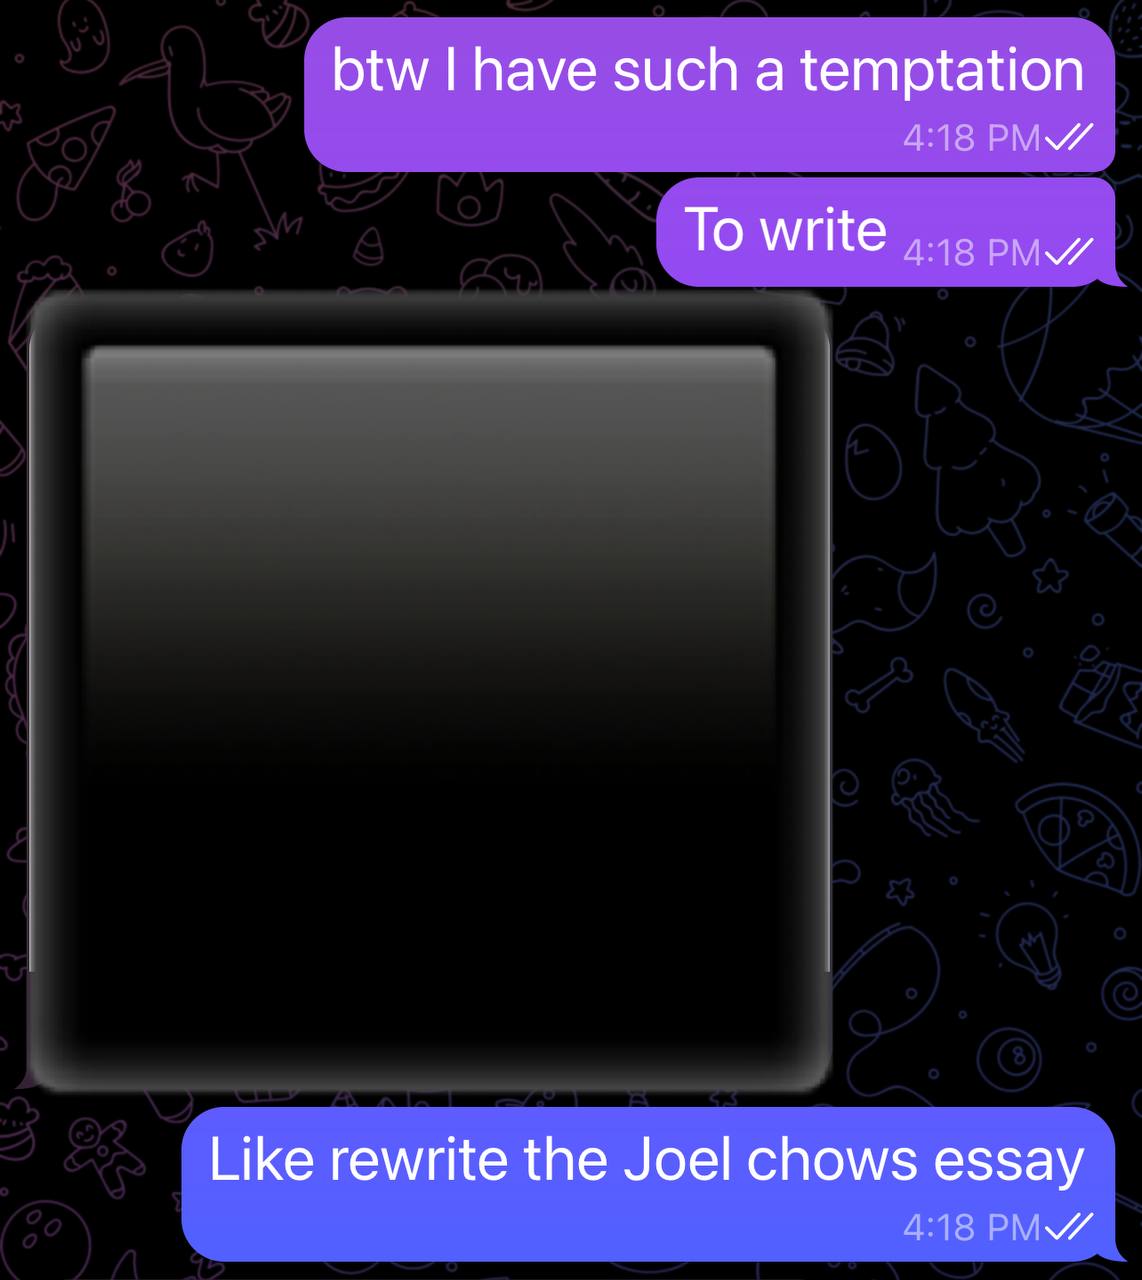 btw I have such a temptation
4:18 PM
To write 4:18 PM
Like rewrite the Joel chows essay
4:18 PM